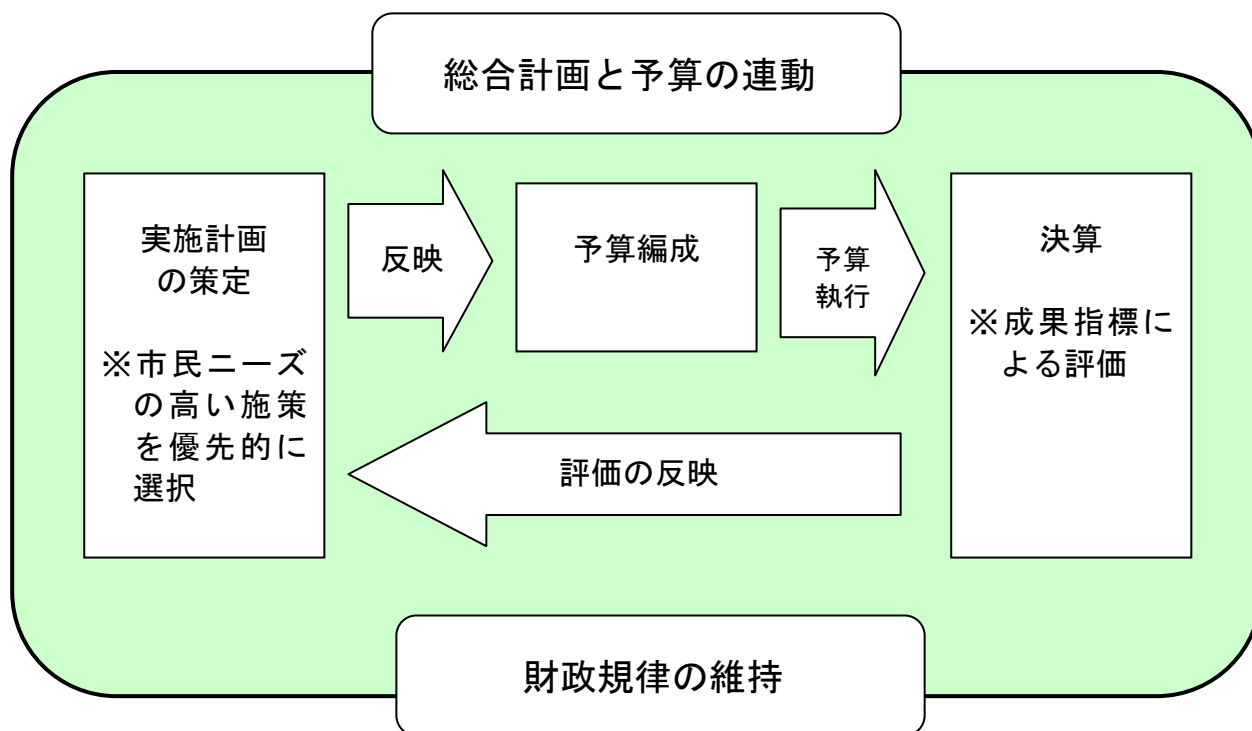 総合計画と予算の連動
実施計画
の策定
※市民ニーズ
の高い施策
を優先的に
選択
反映
予算編成
予算
執行
決算
※成果指標に
よる評価
評価の反映
財政規律の維持